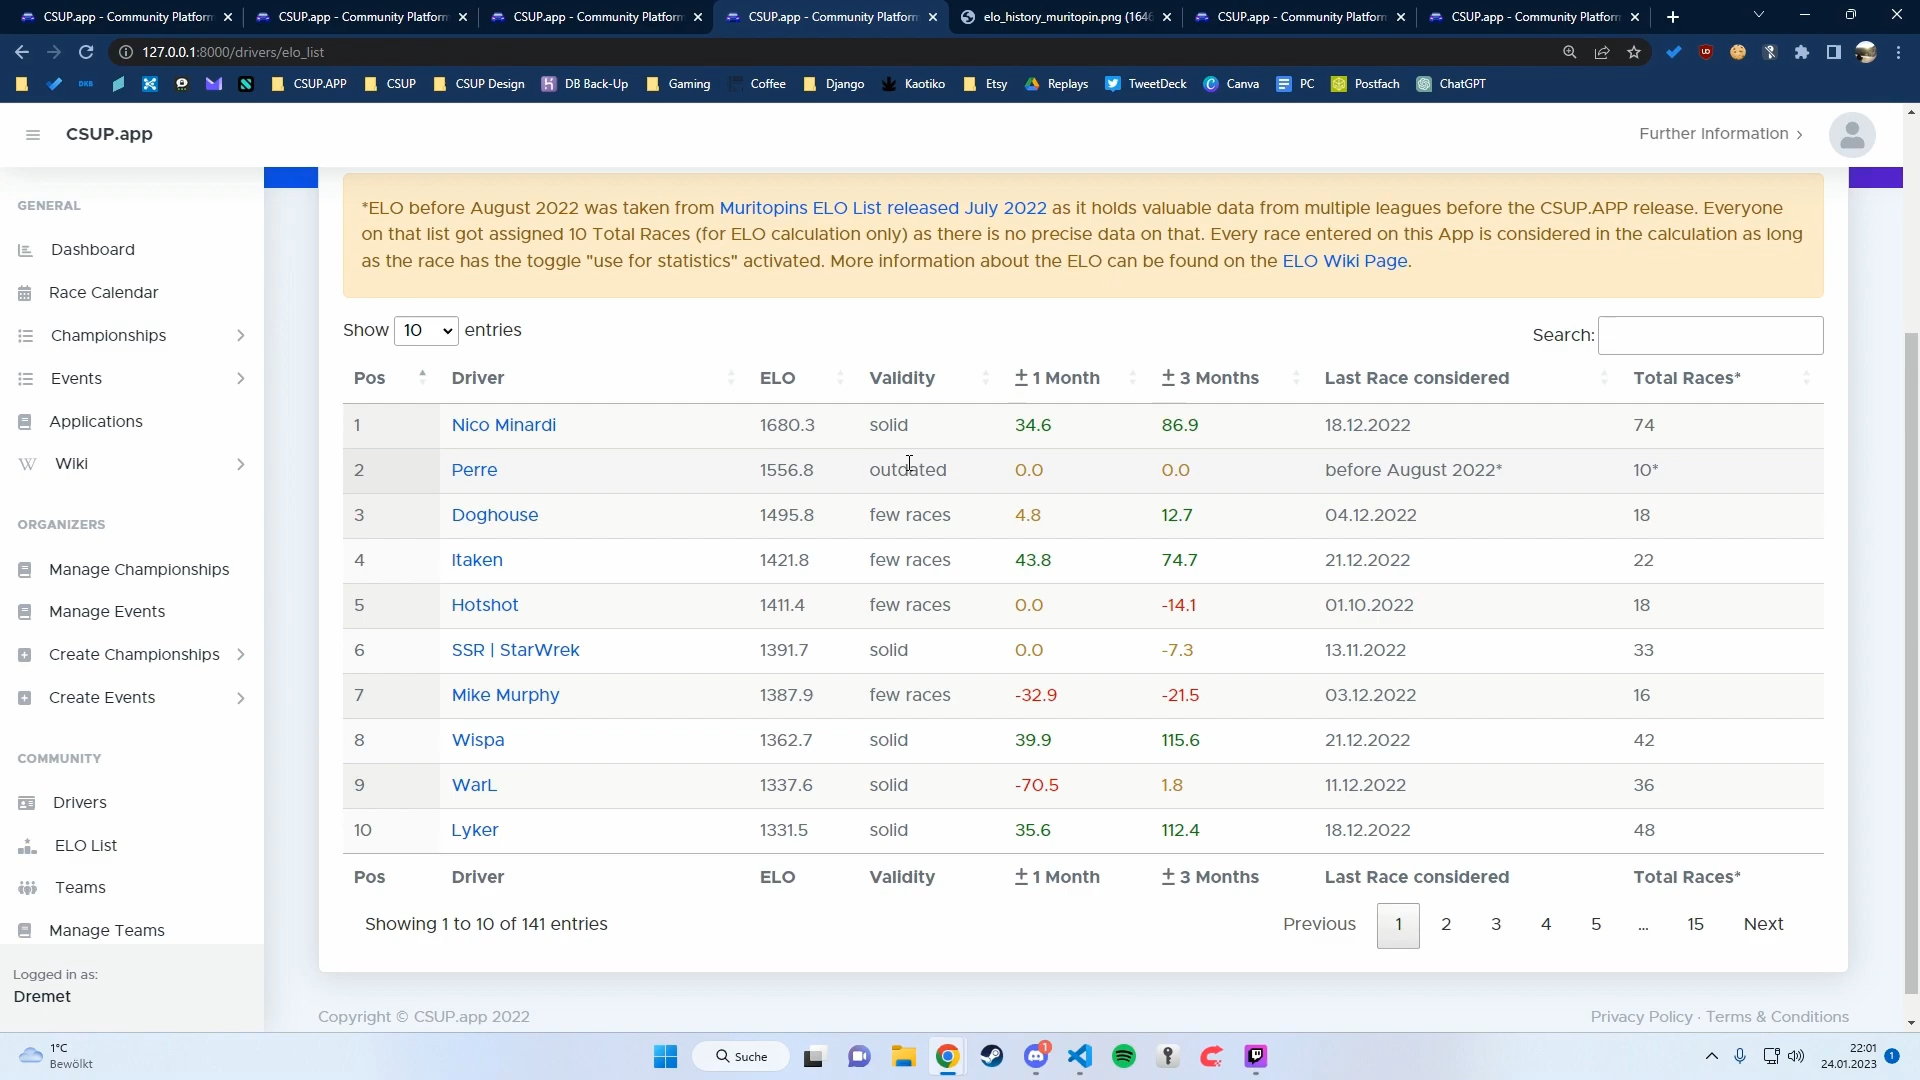 CSUP.app - Community Platform
CSUP.app - Community Platform
CSUP.app - Community Platform
CSUP.app - Community Platform
elo_history_muritopin.png (1646
CSUP.app - Community Platform
CSUP.app - Community Platform
127.0.0.1:8000/drivers/elo_list
DKB
CSUP.APP
CSUP
CSUP Design
DB Back-Up
Gaming
Coffee
Django
Kaotiko
Etsy
Replays
TweetDeck
Canva
PC
Postfach
ChatGPT
CSUP.app
Further Information
GENERAL
Dashboard
Race Calendar
Championships
Events
Applications
Wiki
ORGANIZERS
Manage Championships
Manage Events
Create Championships
Create Events
COMMUNITY
Drivers
ELO List
Teams
Manage Teams
Logged in as:
Dremet
*ELO before August 2022 was taken from Muritopins ELO List released July 2022 as it holds valuable data from multiple leagues before the CSUP.APP release. Everyone
on that list got assigned 10 Total Races (for ELO calculation only) as there is no precise data on that. Every race entered on this App is considered in the calculation as long
as the race has the toggle "use for statistics" activated. More information about the ELO can be found on the ELO Wiki Page.
Show 10 entries
Search:
Pos Driver ELO Validity ± 1 Month ± 3 Months Last Race considered Total Races*
1 Nico Minardi 1680.3 solid 34.6 86.9 18.12.2022 74
2 Perre 1556.8 outdated 0.0 0.0 before August 2022* 10*
3 Doghouse 1495.8 few races 4.8 12.7 04.12.2022 18
4 Itaken 1421.8 few races 43.8 74.7 21.12.2022 22
5 Hotshot 1411.4 few races 0.0 -14.1 01.10.2022 18
6 SSR | StarWrek 1391.7 solid 0.0 -7.3 13.11.2022 33
7 Mike Murphy 1387.9 few races -32.9 -21.5 03.12.2022 16
8 Wispa 1362.7 solid 39.9 115.6 21.12.2022 42
9 WarL 1337.6 solid -70.5 1.8 11.12.2022 36
10 Lyker 1331.5 solid 35.6 112.4 18.12.2022 48
Pos Driver ELO Validity ± 1 Month ± 3 Months Last Race considered Total Races*
Showing 1 to 10 of 141 entries
Previous 1 2 3 4 5 … 15 Next
Copyright © CSUP.app 2022
Privacy Policy · Terms & Conditions
1°C
Bewölkt
Suche
1
22:01
24.01.2023
1